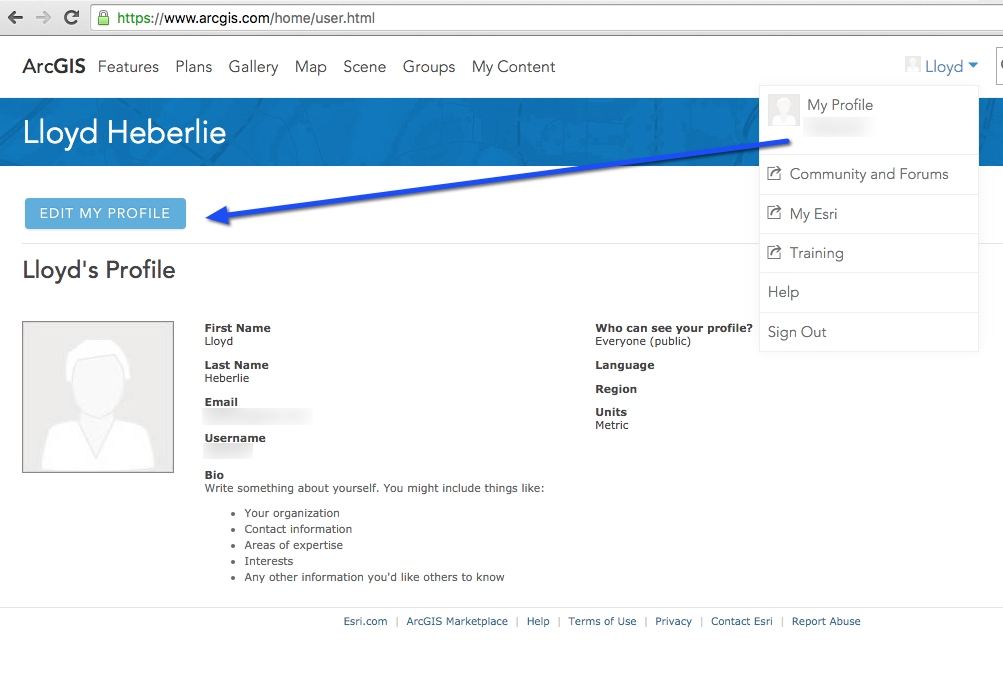 https://www.arcgis.com/home/user.html
ArcGIS Features Plans Gallery Map Scene Groups My Content Lloyd
My Profile
Lloyd Heberlie
Community and Forums
My Esri
Training
Help
Sign Out
EDIT MY PROFILE
Lloyd's Profile
First Name
Lloyd
Last Name
Heberlie
Email
Username
Bio
Write something about yourself. You might include things like:
• Your organization
• Contact information
• Areas of expertise
• Interests
• Any other information you'd like others to know
Who can see your profile?
Everyone (public)
Language
Region
Units
Metric
Esri.com | ArcGIS Marketplace | Help | Terms of Use | Privacy | Contact Esri | Report Abuse